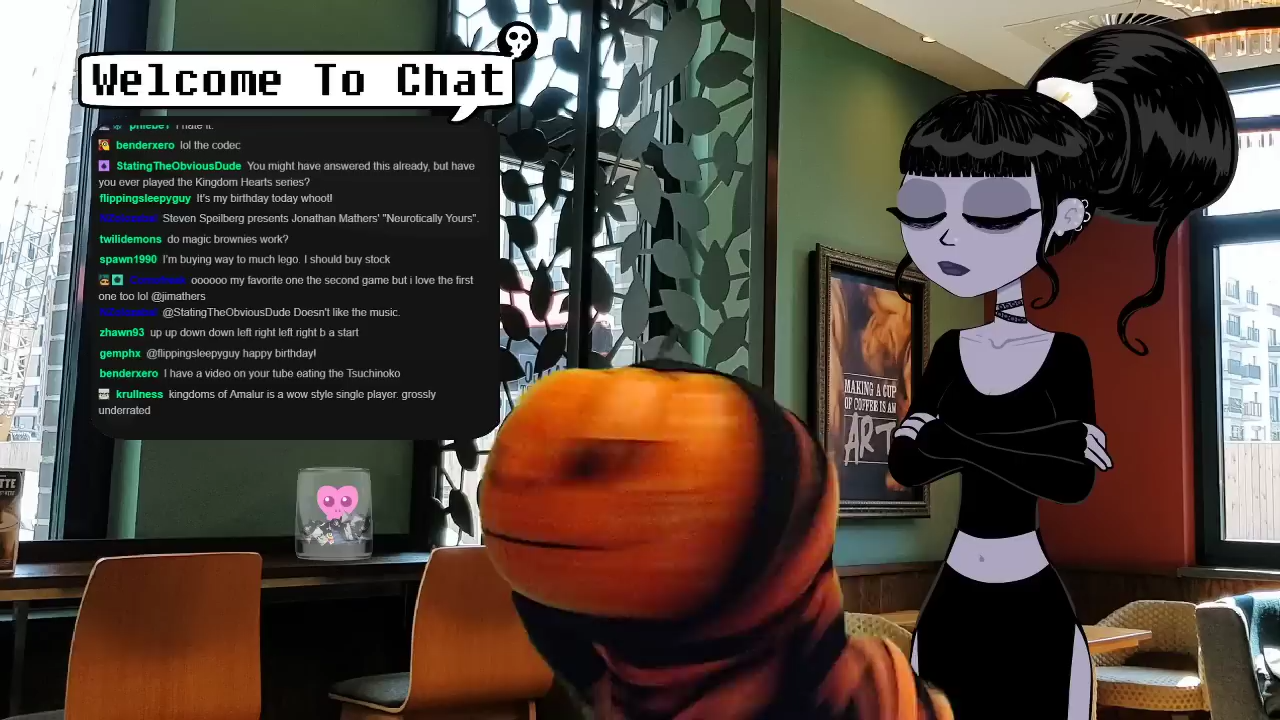 Welcome To Chat
phlebe1 I hate it.
benderxero lol the codec
StatingTheObviousDude You might have answered this already, but have
you ever played the Kingdom Hearts series?
flippingsleepyguy It's my birthday today whoot!
Steven Speilberg presents Jonathan Mathers' "Neurotically Yours".
twilidemons do magic brownies work?
spawn1990 I'm buying way to much lego. I should buy stock
oooooo my favorite one the second game but i love the first
one too lol @jimathers
@StatingTheObviousDude Doesn't like the music.
zhawn93 up up down down left right left right b a start
gemphx @flippingsleepyguy happy birthday!
benderxero I have a video on your tube eating the Tsuchinoko
krullness kingdoms of Amalur is a wow style single player. grossly
underrated
MAKING A CUP
OF COFFEE IS AN
ART